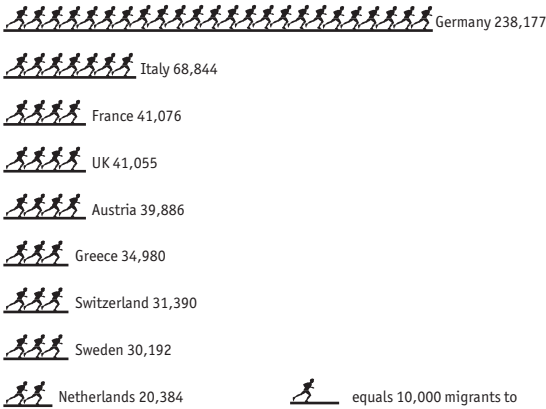 Germany 238,177
Italy 68,844
France 41,076
UK 41,055
Austria 39,886
Greece 34,980
Switzerland 31,390
Sweden 30,192
Netherlands 20,384
equals 10,000 migrants to